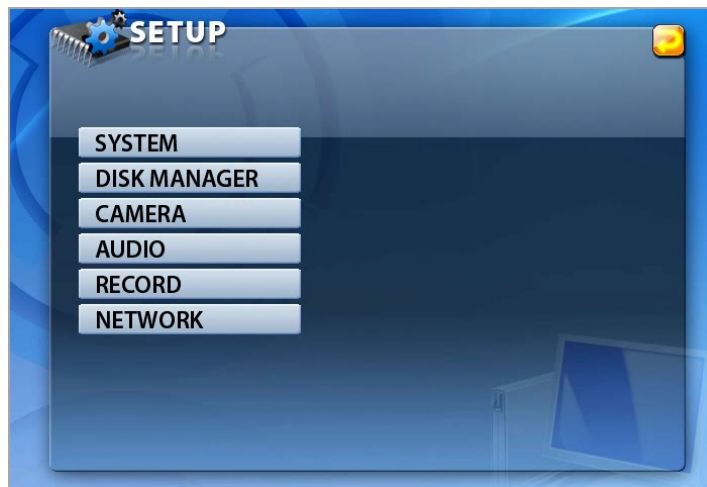 SETUP
SYSTEM
DISK MANAGER
CAMERA
AUDIO
RECORD
NETWORK